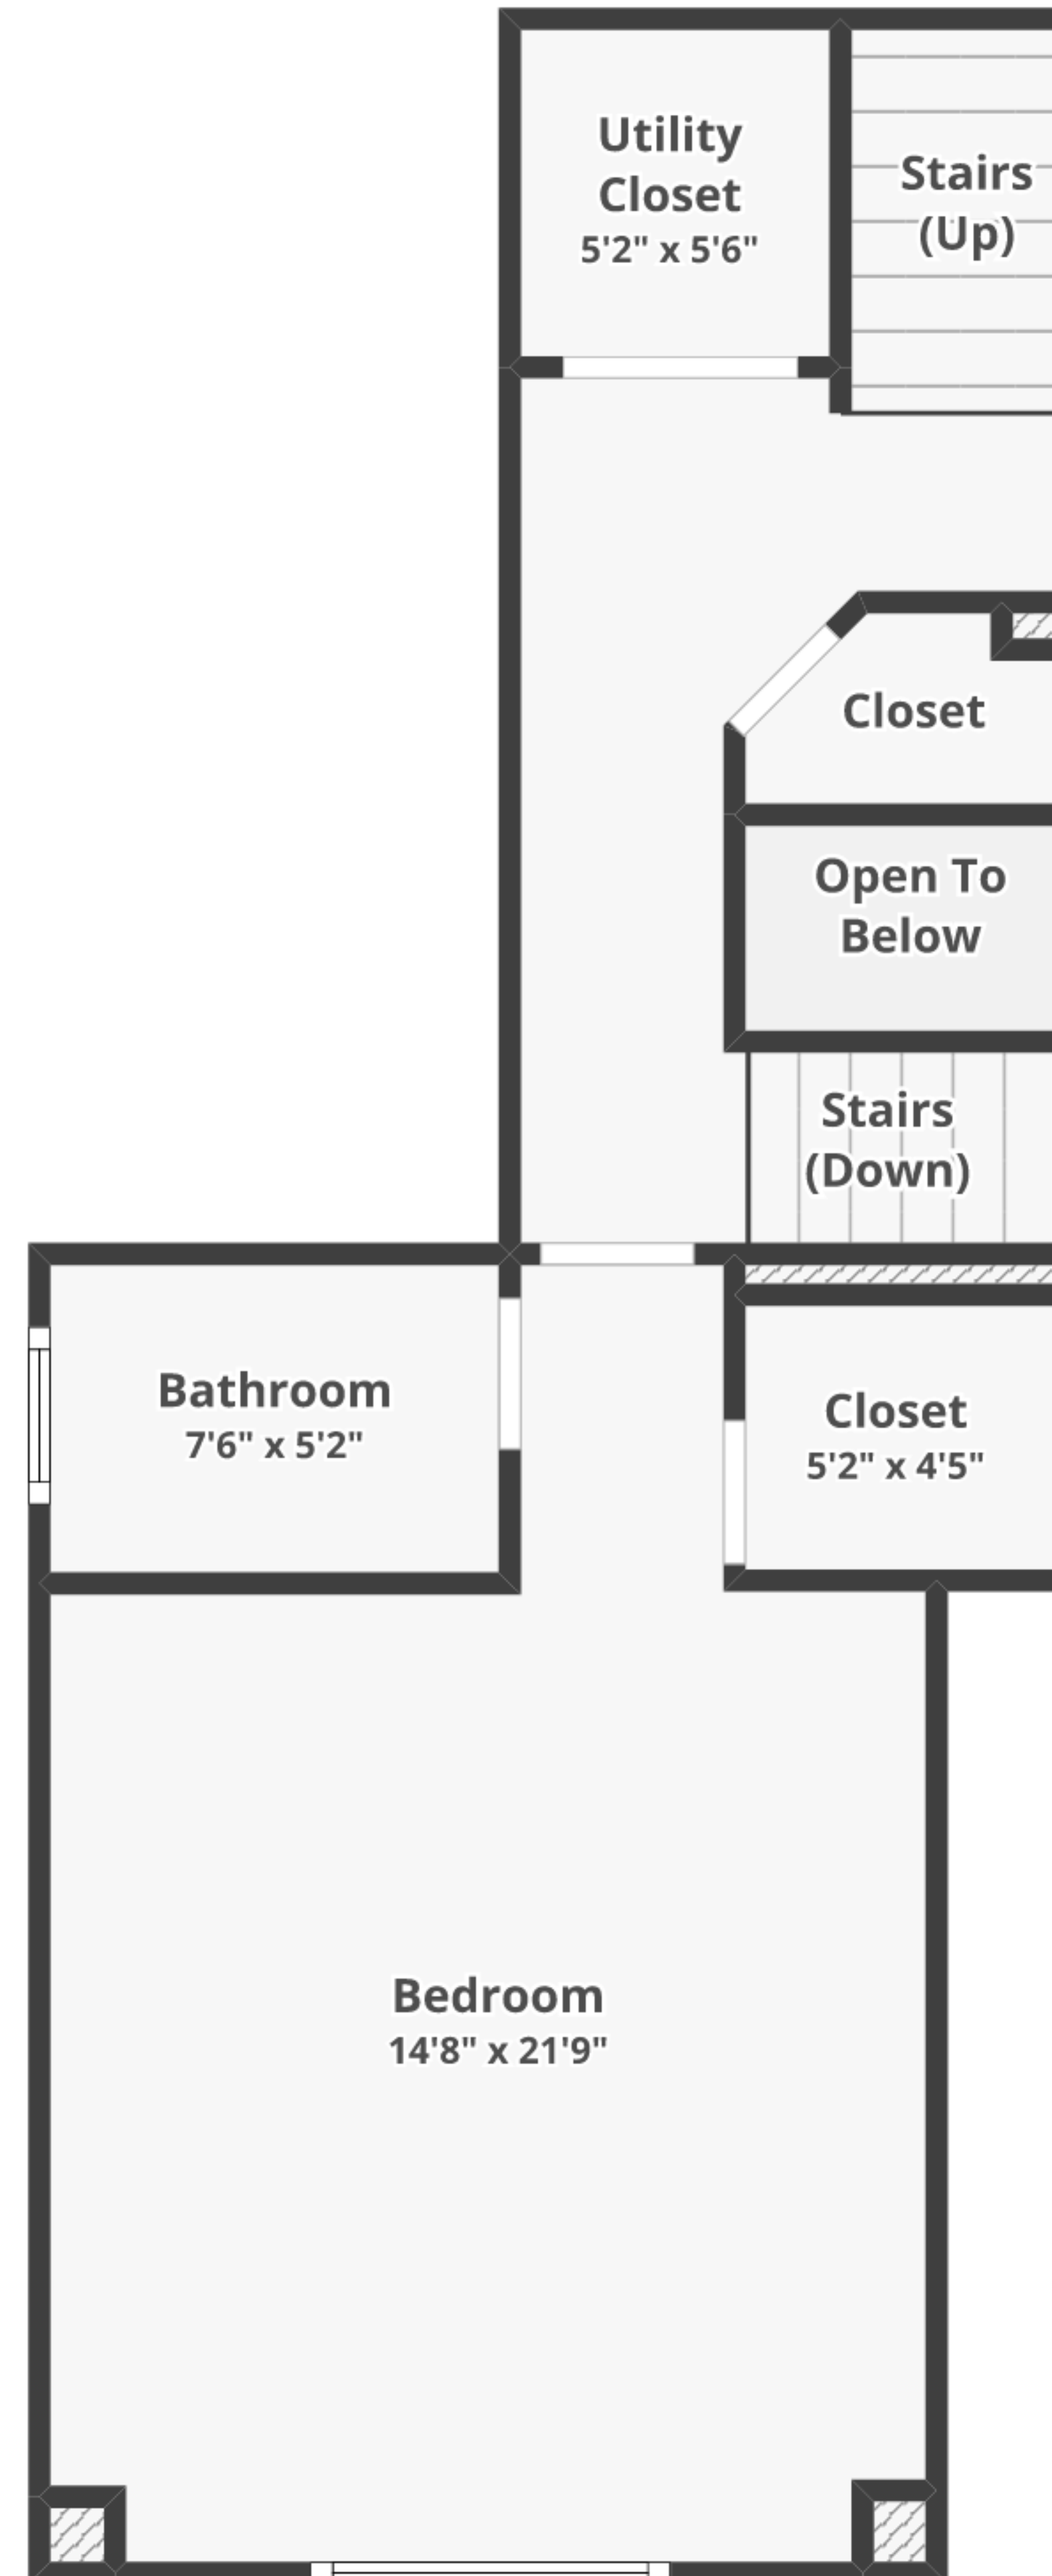 Utility
Closet
5'2" x 5'6"
Stairs
(Up)
Closet
Open To
Below
Stairs
(Down)
Bathroom
7'6" x 5'2"
Closet
5'2" x 4'5"
Bedroom
14'8" x 21'9"